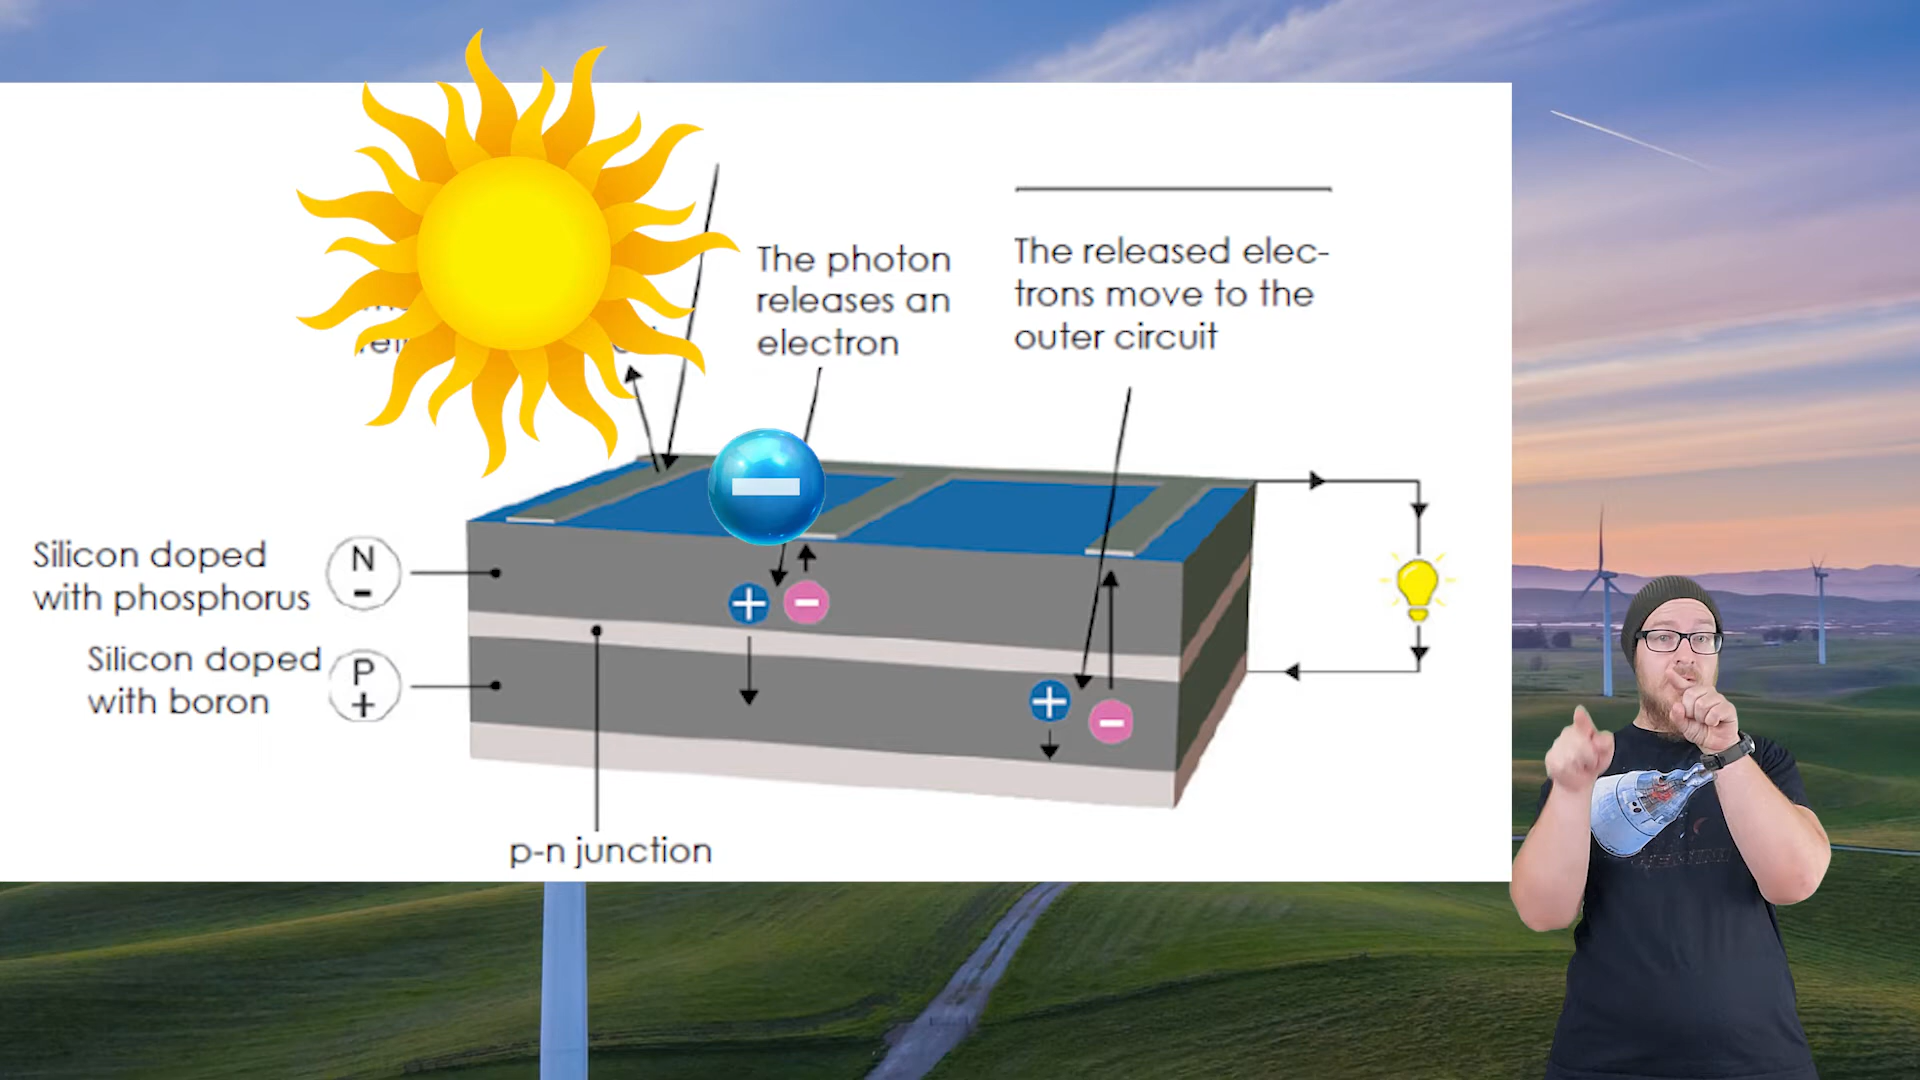 The photon
releases an
electron
The released elec-
trons move to the
outer circuit
Silicon doped
with phosphorus
N
-
Silicon doped
with boron
P
+
+
-
+
-
p-n junction